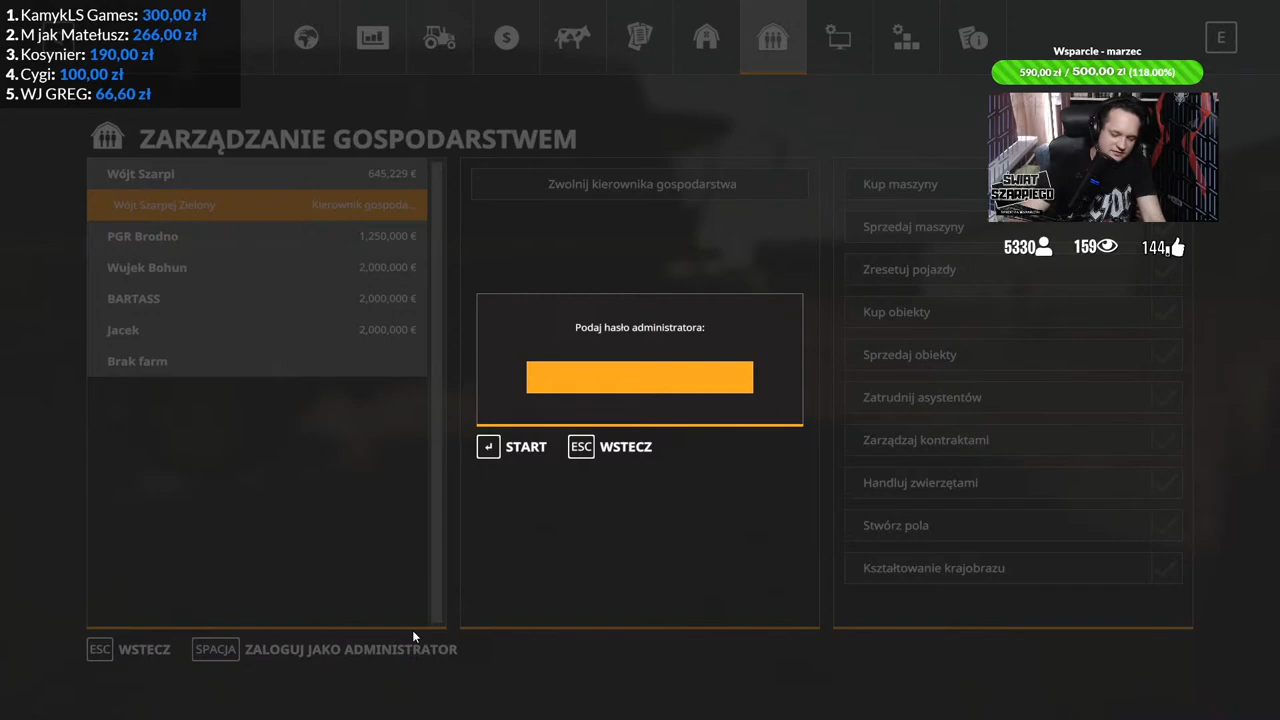 1. KamykLS Games: 300,00 zł
2. M jak Matełusz: 266,00 zł
3. Kosynier: 190,00 zł
4. Cygi: 100,00 zł
5. WJ GREG: 66,60 zł
E
Wsparcie - marzec
590,00 zł / 500,00 zł (118.00%)
ŚWIAT
SZARPIEGO
5330 159 144
ZARZĄDZANIE GOSPODARSTWEM
Wójt Szarpi 645,229 €
Wójt Szarpej Zielony Kierownik gospoda...
PGR Brodno 1,250,000 €
Wujek Bohun 2,000,000 €
BARTASS 2,000,000 €
Jacek 2,000,000 €
Brak farm
Zwolnij kierownika gospodarstwa
Podaj hasło administratora:
START ESC WSTECZ
Kup maszyny
Sprzedaj maszyny
Zresetuj pojazdy
Kup obiekty
Sprzedaj obiekty
Zatrudnij asystentów
Zarządzaj kontraktami
Handluj zwierzętami
Stwórz pola
Kształtowanie krajobrazu
ESC WSTECZ SPACJA ZALOGUJ JAKO ADMINISTRATOR